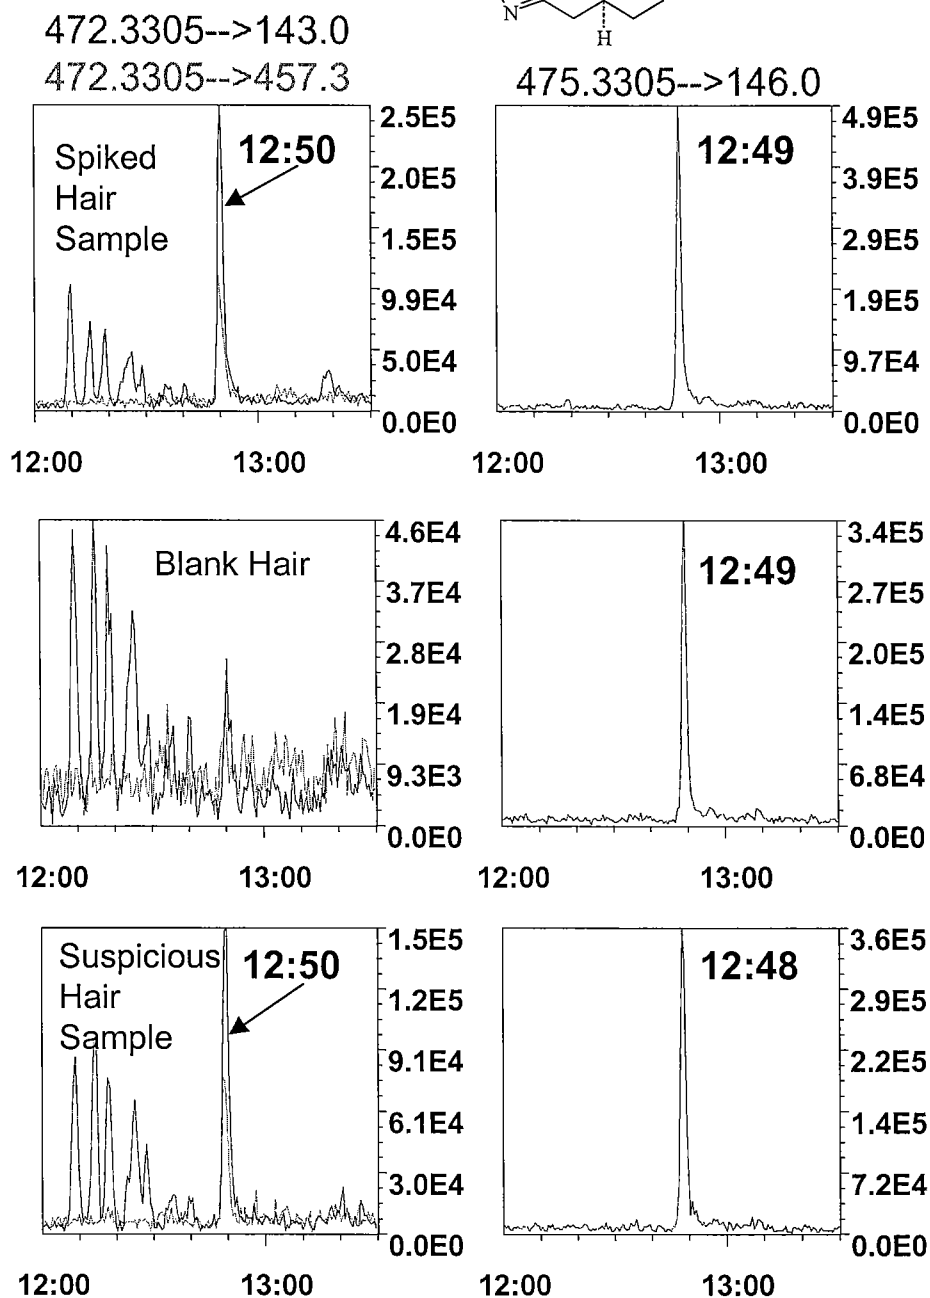 N
H
472.3305-->143.0
472.3305-->457.3
475.3305-->146.0
Spiked
Hair
Sample
12:50
2.5E5
2.0E5
1.5E5
9.9E4
5.0E4
0.0E0
12:00
13:00
12:49
4.9E5
3.9E5
2.9E5
1.9E5
9.7E4
0.0E0
12:00
13:00
Blank Hair
4.6E4
3.7E4
2.8E4
1.9E4
9.3E3
0.0E0
12:00
13:00
12:49
3.4E5
2.7E5
2.0E5
1.4E5
6.8E4
0.0E0
12:00
13:00
Suspicious
Hair
Sample
12:50
1.5E5
1.2E5
9.1E4
6.1E4
3.0E4
0.0E0
12:00
13:00
12:48
3.6E5
2.9E5
2.2E5
1.4E5
7.2E4
0.0E0
12:00
13:00